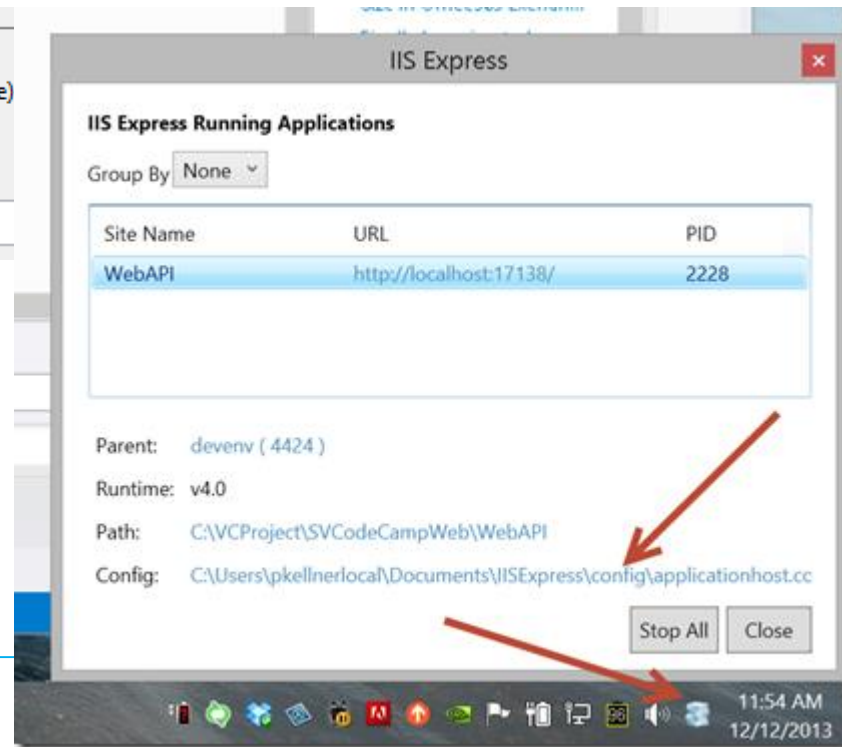 e)
IIS Express
IIS Express Running Applications
Group By None
Site Name URL PID
WebAPI http://localhost:17138/ 2228
Parent: devenv ( 4424 )
Runtime: v4.0
Path: C:\VCProject\SVCodeCampWeb\WebAPI
Config: C:\Users\pkellnerlocal\Documents\IISExpress\config\applicationhost.cc
Stop All Close
96
11:54 AM
12/12/2013